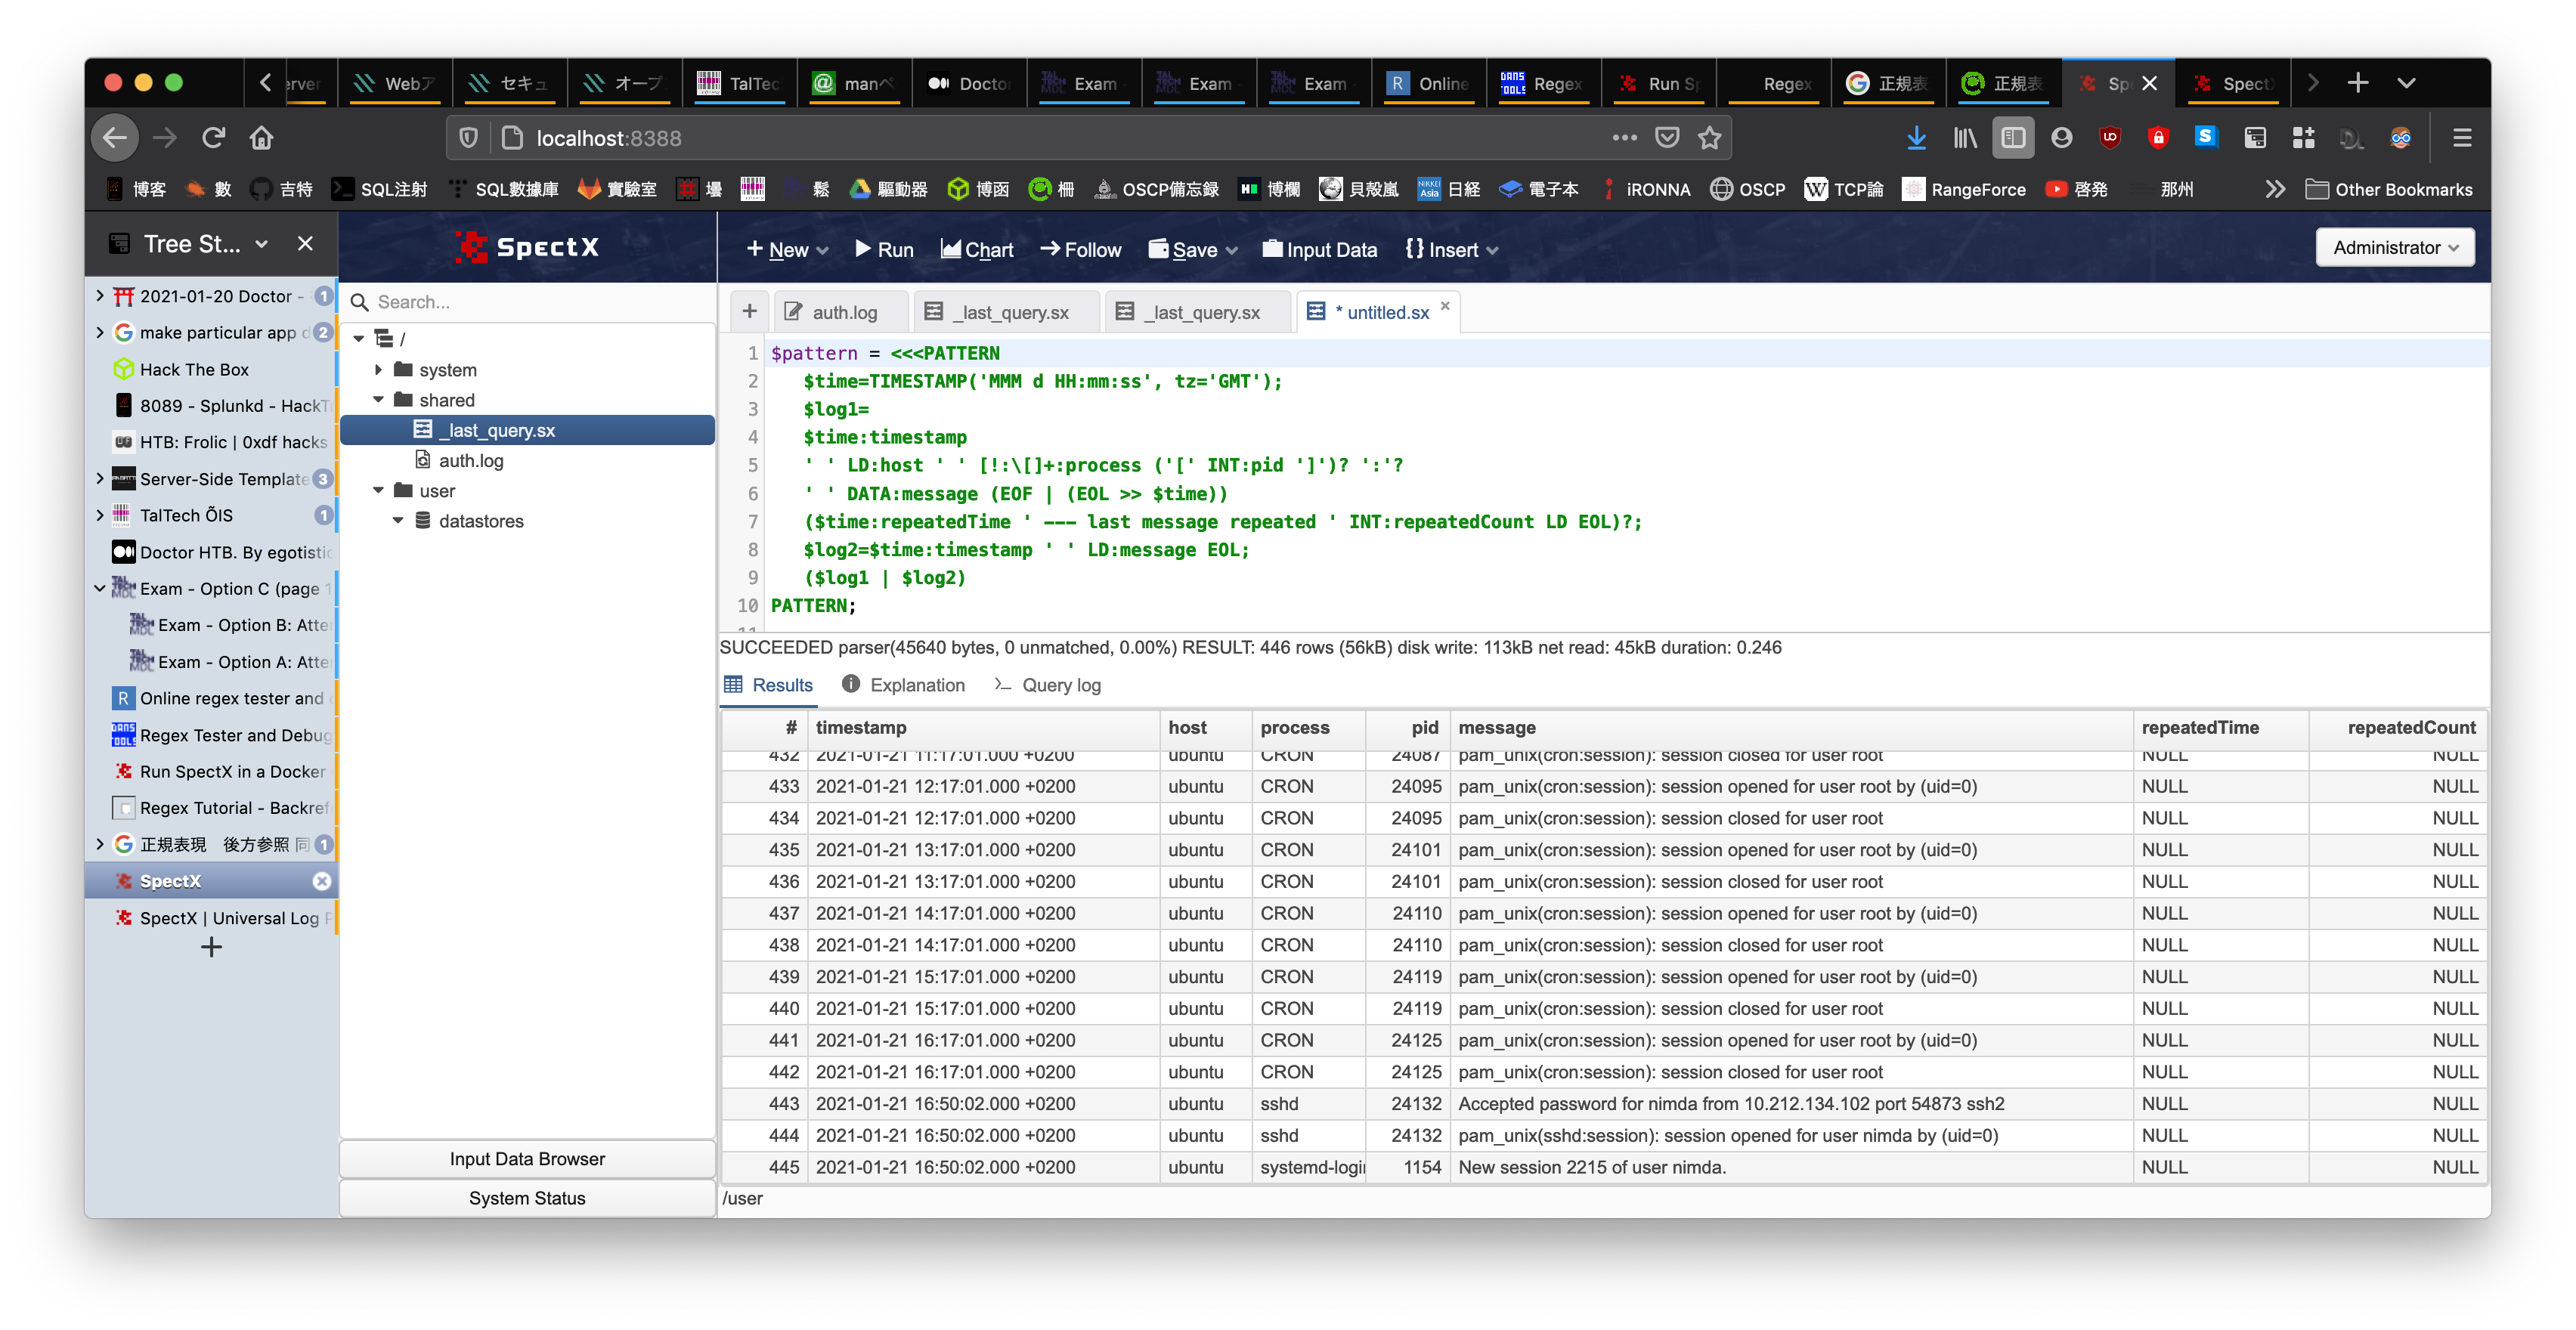 erver
Webア
セキュ
オープ
TalTec
manペ
Doctor
Exam -
Exam -
Exam -
R Online
Regex
Run Sp
Regex
正規表
正規表
Sp
SpectX
localhost:8388
博客
數
吉特
SQL注射
SQL數據庫
實驗室
壜
鬆
驅動器
博函
柵
OSCP備忘録
博欄
貝殼嵐
日経
電子本
iRONNA
OSCP
TCP論
RangeForce
啓発
那州
Other Bookmarks
Tree St...
SpectX
New
Run
Chart
Follow
Save
Input Data
{} Insert
Administrator
2021-01-20 Doctor - 1
make particular app d 2
Hack The Box
8089 - Splunkd - HackTr
HTB: Frolic | 0xdf hacks
Server-Side Template 3
TalTech ÕIS 1
Doctor HTB. By egotistic
Exam - Option C (page 1
Exam - Option B: Atte
Exam - Option A: Atte
R Online regex tester and
Regex Tester and Debug
Run SpectX in a Docker
Regex Tutorial - Backref
正規表現　後方参照 同 1
SpectX
SpectX | Universal Log P
Search...
/
system
shared
_last_query.sx
auth.log
user
datastores
Input Data Browser
System Status
+ auth.log _last_query.sx _last_query.sx * untitled.sx
1 $pattern = <<<PATTERN
2 $time=TIMESTAMP('MMM d HH:mm:ss', tz='GMT');
3 $log1=
4 $time:timestamp
5 ' ' LD:host ' ' [!:\[]+:process ('[' INT:pid ']')? ':'?
6 ' ' DATA:message (EOF | (EOL >> $time))
7 ($time:repeatedTime ' --- last message repeated ' INT:repeatedCount LD EOL)?;
8 $log2=$time:timestamp ' ' LD:message EOL;
9 ($log1 | $log2)
10 PATTERN;
11
SUCCEEDED parser(45640 bytes, 0 unmatched, 0.00%) RESULT: 446 rows (56kB) disk write: 113kB net read: 45kB duration: 0.246
Results Explanation Query log
# timestamp host process pid message repeatedTime repeatedCount
432 2021-01-21 11:17:01.000 +0200 ubuntu CRON 24087 pam_unix(cron:session): session closed for user root NULL NULL
433 2021-01-21 12:17:01.000 +0200 ubuntu CRON 24095 pam_unix(cron:session): session opened for user root by (uid=0) NULL NULL
434 2021-01-21 12:17:01.000 +0200 ubuntu CRON 24095 pam_unix(cron:session): session closed for user root NULL NULL
435 2021-01-21 13:17:01.000 +0200 ubuntu CRON 24101 pam_unix(cron:session): session opened for user root by (uid=0) NULL NULL
436 2021-01-21 13:17:01.000 +0200 ubuntu CRON 24101 pam_unix(cron:session): session closed for user root NULL NULL
437 2021-01-21 14:17:01.000 +0200 ubuntu CRON 24110 pam_unix(cron:session): session opened for user root by (uid=0) NULL NULL
438 2021-01-21 14:17:01.000 +0200 ubuntu CRON 24110 pam_unix(cron:session): session closed for user root NULL NULL
439 2021-01-21 15:17:01.000 +0200 ubuntu CRON 24119 pam_unix(cron:session): session opened for user root by (uid=0) NULL NULL
440 2021-01-21 15:17:01.000 +0200 ubuntu CRON 24119 pam_unix(cron:session): session closed for user root NULL NULL
441 2021-01-21 16:17:01.000 +0200 ubuntu CRON 24125 pam_unix(cron:session): session opened for user root by (uid=0) NULL NULL
442 2021-01-21 16:17:01.000 +0200 ubuntu CRON 24125 pam_unix(cron:session): session closed for user root NULL NULL
443 2021-01-21 16:50:02.000 +0200 ubuntu sshd 24132 Accepted password for nimda from 10.212.134.102 port 54873 ssh2 NULL NULL
444 2021-01-21 16:50:02.000 +0200 ubuntu sshd 24132 pam_unix(sshd:session): session opened for user nimda by (uid=0) NULL NULL
445 2021-01-21 16:50:02.000 +0200 ubuntu systemd-logi 1154 New session 2215 of user nimda. NULL NULL
/user